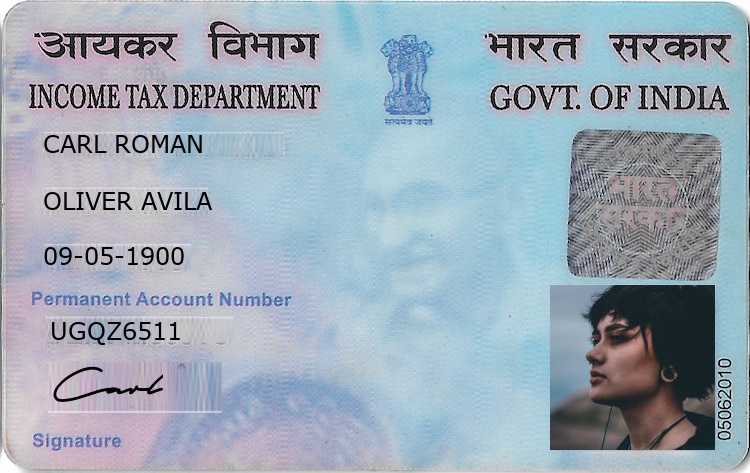 आयकर विभाग
भारत सरकार
INCOME TAX DEPARTMENT
GOVT. OF INDIA
सत्यमेव जयते
CARL ROMAN
OLIVER AVILA
09-05-1900
Permanent Account Number
UGQZ6511
Carl
Signature
भारत
सरकार
05062010